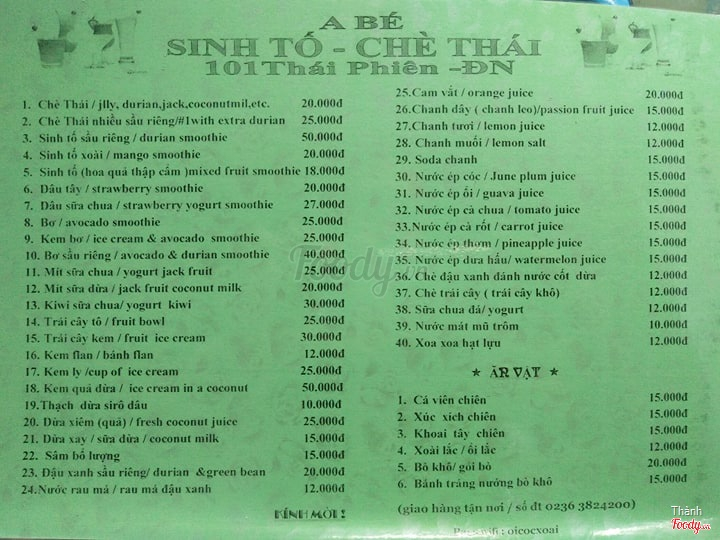 A BÉ
SINH TỐ - CHÈ THÁI
101Thái Phiên -ĐN
1. Chè Thái / jlly, durian,jack,coconutmil,etc. 20.000đ
2. Chè Thái nhiều sầu riêng/#1with extra durian 25.000đ
3. Sinh tố sầu riêng / durian smoothie 50.000đ
4. Sinh tố xoài / mango smoothie 20.000đ
5. Sinh tố (hoa quả thập cẩm )mixed fruit smoothie 18.000đ
6. Dâu tây / strawberry smoothie 20.000đ
7. Dâu sữa chua / strawberry yogurt smoothie 27.000đ
8. Bơ / avocado smoothie 25.000đ
9. Kem bơ / ice cream & avocado smoothie 25.000đ
10. Bơ sầu riêng / avocado & durian smoothie 40.000đ
11. Mít sữa chua / yogurt jack fruit 25.000đ
12. Mít sữa dừa / jack fruit coconut milk 20.000đ
13. Kiwi sữa chua/ yogurt kiwi 30.000đ
14. Trái cây tô / fruit bowl 25.000đ
15. Trái cây kem / fruit ice cream 30.000đ
16. Kem flan / bánh flan 12.000đ
17. Kem ly /cup of ice cream 25.000đ
18. Kem quả dừa / ice cream in a coconut 50.000đ
19.Thạch dừa sirô dâu 10.000đ
20. Dừa xiêm (quả) / fresh coconut juice 25.000đ
21. Dừa xay / sữa dừa / coconut milk 15.000đ
22. Sâm bổ lượng 15.000đ
23. Đậu xanh sầu riêng/ durian &green bean 20.000đ
24.Nước rau má / rau má đậu xanh 12.000đ
KÍNH MỜI !
25.Cam vắt / orange juice 20.000đ
26.Chanh dây ( chanh leo)/passion fruit juice 15.000đ
27.Chanh tươi / lemon juice 12.000đ
28. Chanh muối / lemon salt 12.000đ
29. Soda chanh 15.000đ
30. Nước ép cóc / June plum juice 15.000đ
31. Nước ép ổi / guava juice 15.000đ
32. Nước ép cà chua / tomato juice 15.000đ
33.Nước ép cà rốt / carrot juice 15.000đ
34. Nước ép thơm / pineapple juice 15.000đ
35. Nước ép dưa hấu/ watermelon juice 15.000đ
36. Chè đậu xanh đánh nước cốt dừa 12.000đ
37. Chè trái cây ( trái cây khô) 12.000đ
38. Sữa chua đá/ yogurt 12.000đ
39. Nước mát mủ trôm 10.000đ
40. Xoa xoa hạt lựu 12.000đ
★ ĂN VẶT ★
1. Cá viên xiên 15.000đ
2. Xúc xích chiên 15.000đ
3. Khoai tây chiên 15.000đ
4. Xoài lắc / ổi lắc 12.000đ
5. Bò khô/ gỏi bò 20.000đ
6. Bánh tráng nướng bò khô 15.000đ
(giao hàng tận nơi / số đt 0236 3824200)
wifi : oicocxoai
Foody.vn
Thành
Foody.vn